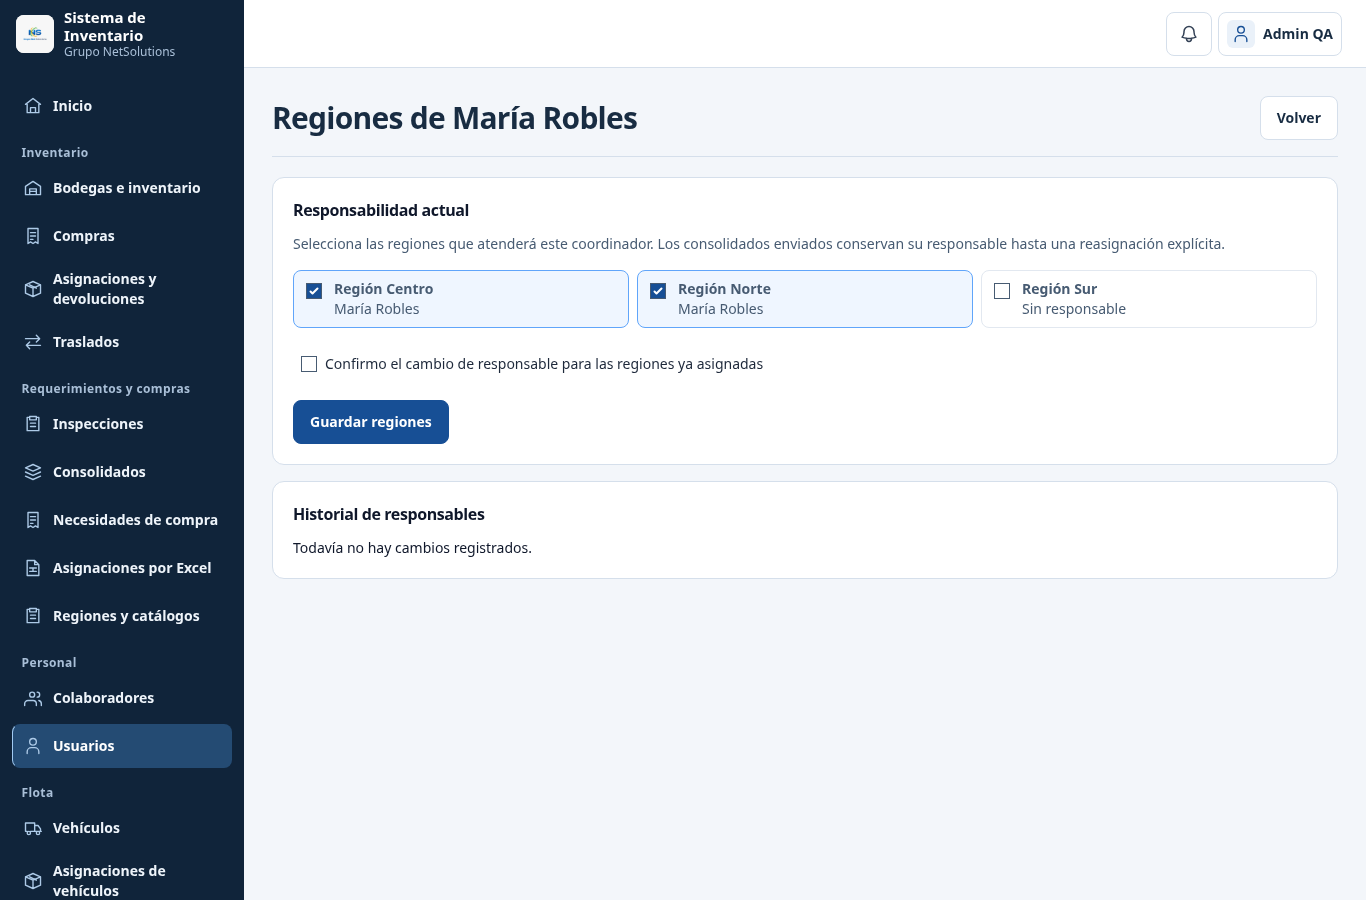 NS
Sistema de
Inventario
Grupo NetSolutions
Admin QA
Inicio
Inventario
Bodegas e inventario
Compras
Asignaciones y
devoluciones
Traslados
Requerimientos y compras
Inspecciones
Consolidados
Necesidades de compra
Asignaciones por Excel
Regiones y catálogos
Personal
Colaboradores
Usuarios
Flota
Vehículos
Asignaciones de
vehículos
Regiones de María Robles
Volver
Responsabilidad actual
Selecciona las regiones que atenderá este coordinador. Los consolidados enviados conservan su responsable hasta una reasignación explícita.
Región Centro
María Robles
Región Norte
María Robles
Región Sur
Sin responsable
Confirmo el cambio de responsable para las regiones ya asignadas
Guardar regiones
Historial de responsables
Todavía no hay cambios registrados.